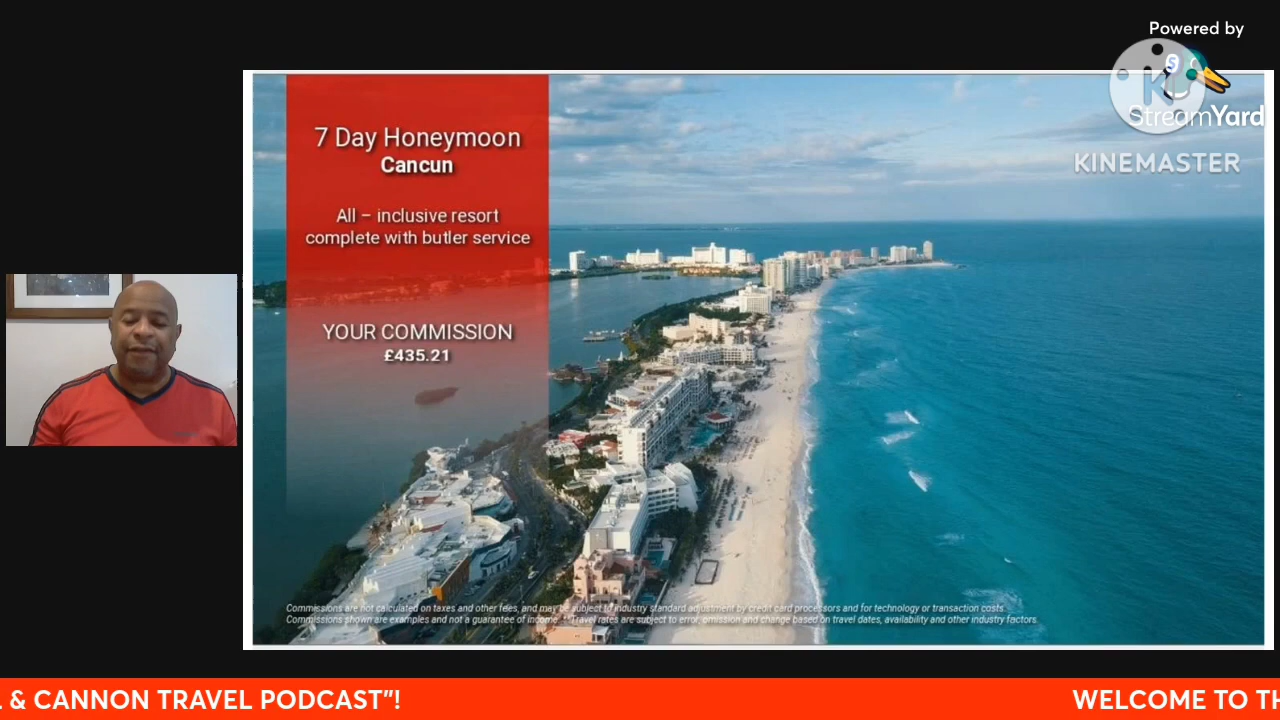 Powered by
StreamYard
K
KINEMASTER
7 Day Honeymoon
Cancun
All – inclusive resort
complete with butler service
YOUR COMMISSION
£435.21
Commissions are not calculated on taxes and other fees, and may be subject to industry standard adjustment by credit card processors and for technology or transaction costs.
Commissions shown are examples and not a guarantee of income. **Travel rates are subject to error, omission and change based on travel dates, availability and other industry factors.
& CANNON TRAVEL PODCAST"! WELCOME TO